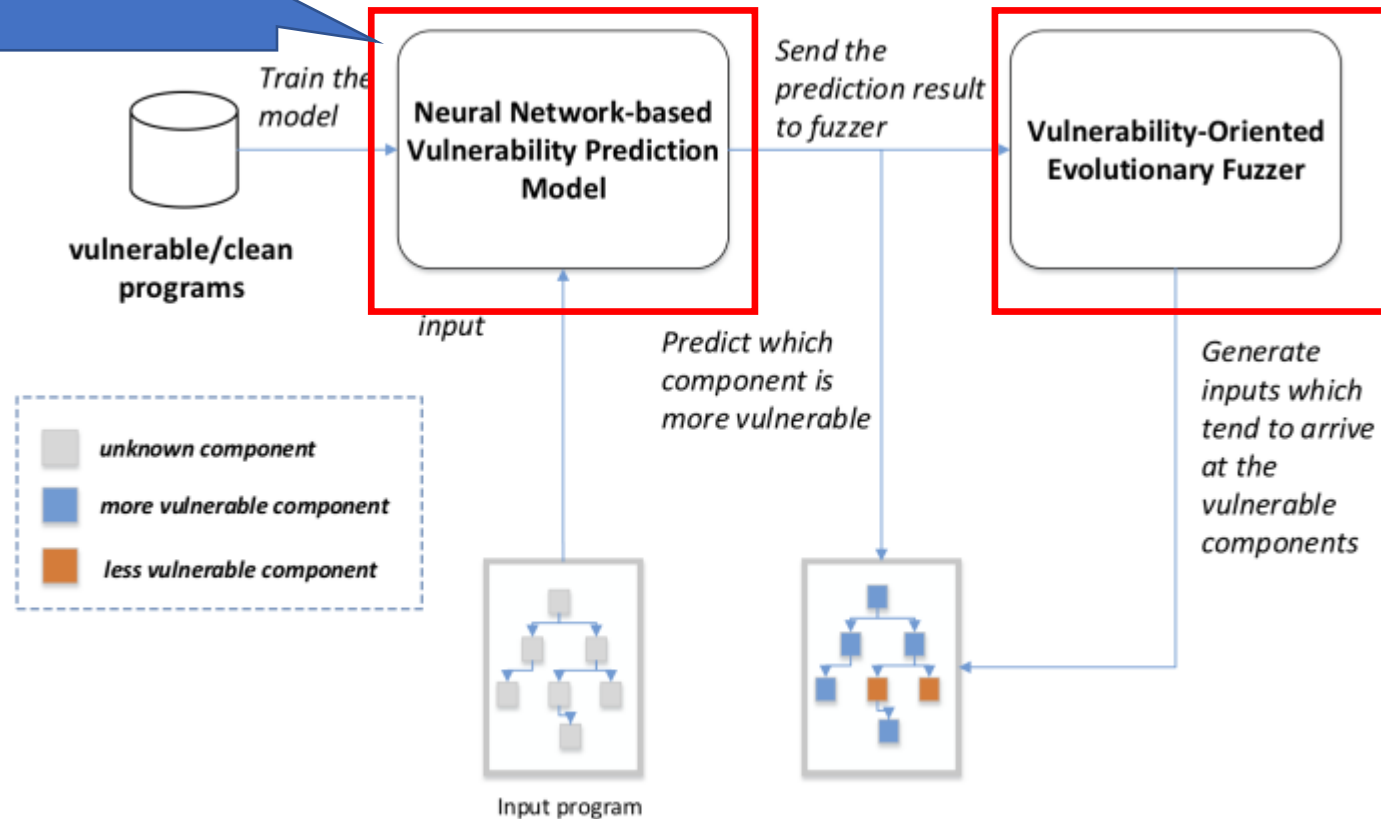 Train the
model
Neural Network-based
Vulnerability Prediction
Model
Send the
prediction result
to fuzzer
Vulnerability-Oriented
Evolutionary Fuzzer
vulnerable/clean
programs
input
Predict which
component is
more vulnerable
Generate
inputs which
tend to arrive
at the
vulnerable
components
unknown component
more vulnerable component
less vulnerable component
Input program